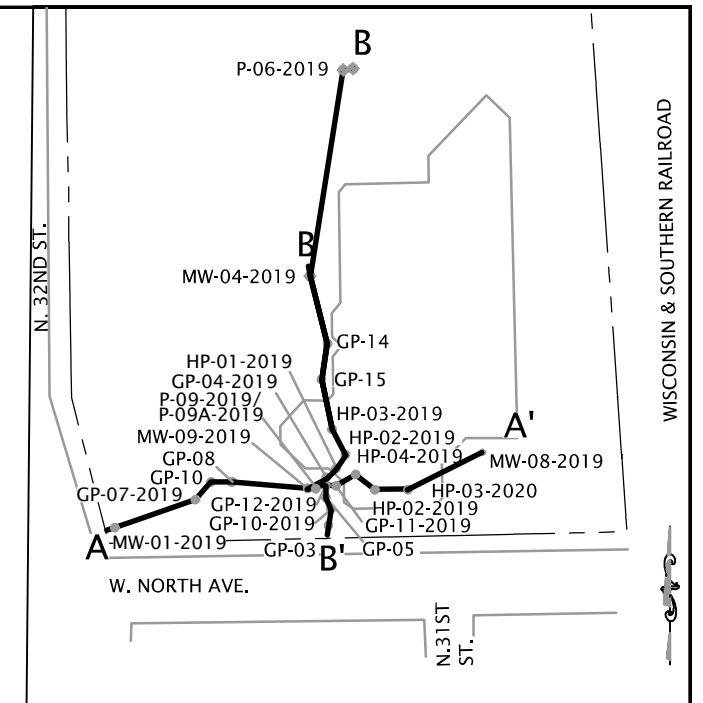 B
P-06-2019
N. 32ND ST.
WISCONSIN & SOUTHERN RAILROAD
B
MW-04-2019
GP-14
HP-01-2019
GP-15
GP-04-2019
P-09-2019/
P-09A-2019
HP-03-2019
A'
MW-09-2019
HP-02-2019
GP-08
HP-04-2019
MW-08-2019
GP-10
GP-07-2019
HP-03-2020
GP-12-2019
HP-02-2019
GP-10-2019
GP-11-2019
A
MW-01-2019
GP-03
B'
GP-05
W. NORTH AVE.
N.31ST
ST.